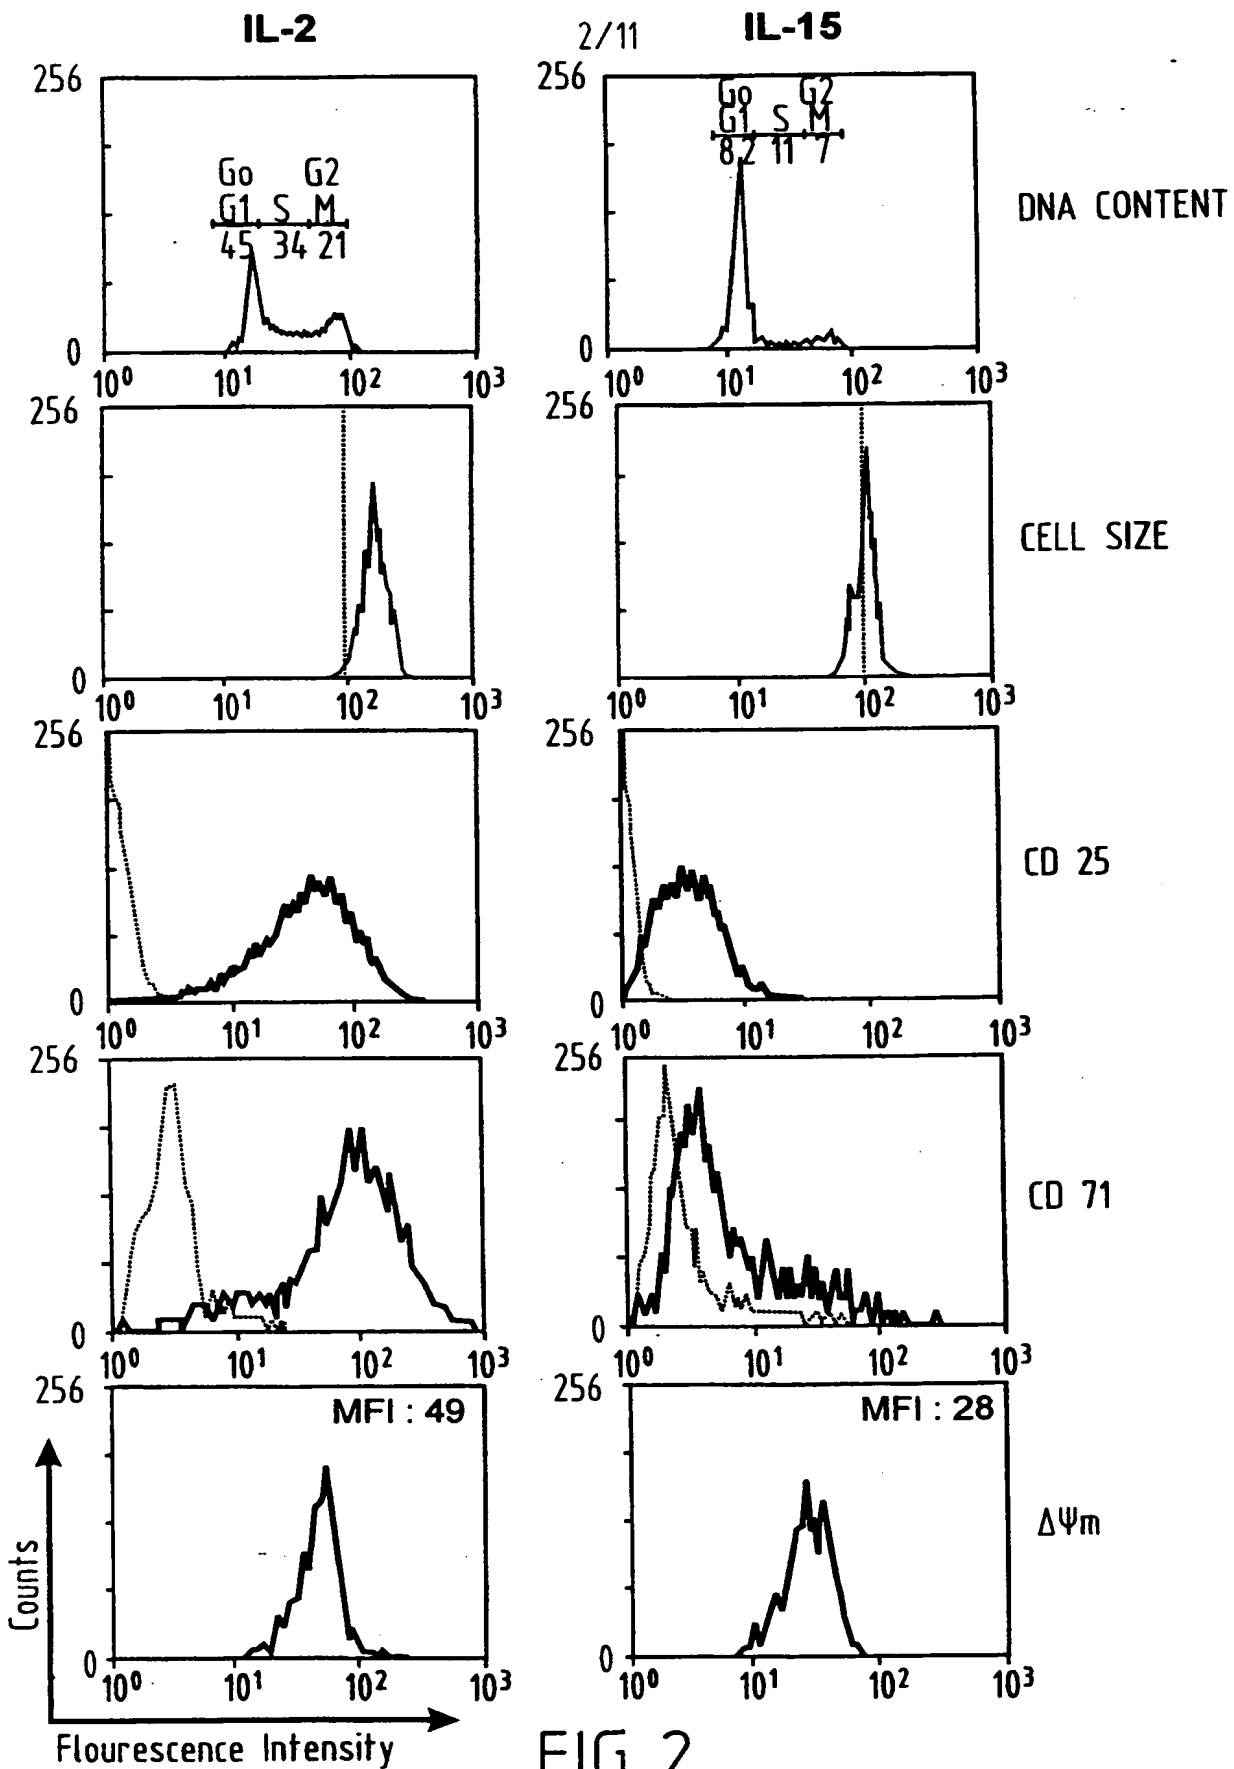 IL-2
2/11
IL-15
256
Go G2
G1 S M
45 34 21
0
10⁰ 10¹ 10² 10³
256
Go G2
G1 S M
82 11 7
0
10⁰ 10¹ 10² 10³
DNA CONTENT
256
0
10⁰ 10¹ 10² 10³
256
0
10⁰ 10¹ 10² 10³
CELL SIZE
256
0
10⁰ 10¹ 10² 10³
256
0
10⁰ 10¹ 10² 10³
CD 25
256
0
10⁰ 10¹ 10² 10³
256
0
10⁰ 10¹ 10² 10³
CD 71
256
MFI : 49
0
10⁰ 10¹ 10² 10³
256
MFI : 28
0
10⁰ 10¹ 10² 10³
ΔΨm
Counts
Flourescence Intensity
FIG 2